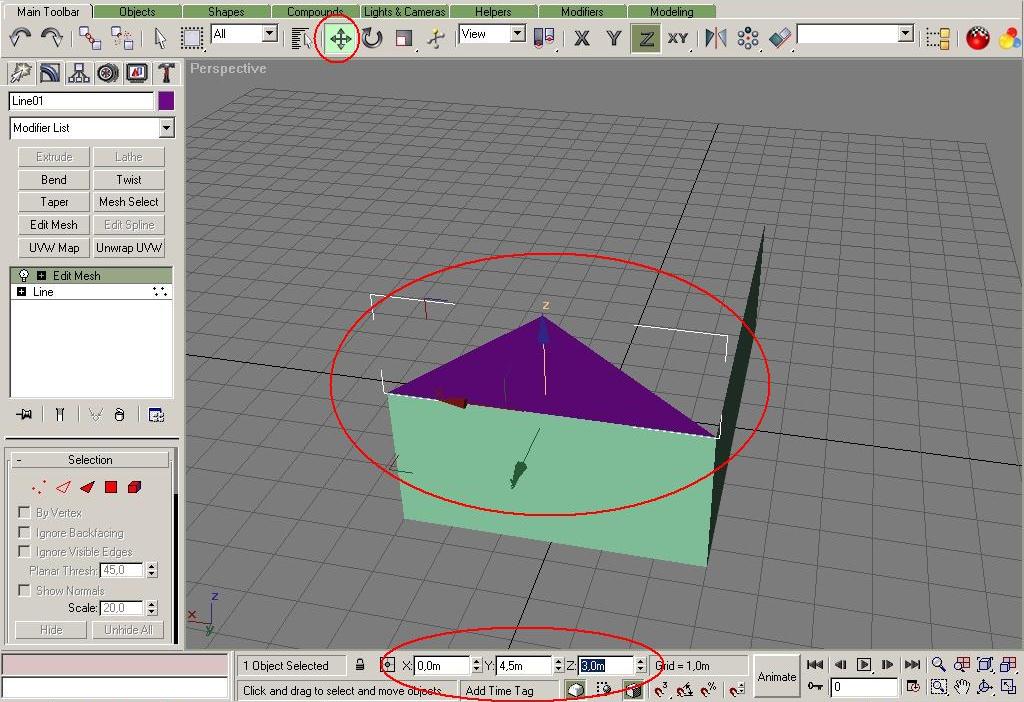 Main Toolbar Objects Shapes Compounds Lights & Cameras Helpers Modifiers Modeling
All View X Y Z XY
Perspective
Line01
Modifier List
Extrude Lathe
Bend Twist
Taper Mesh Select
Edit Mesh Edit Spline
UVW Map Unwrap UVW
Edit Mesh
Line
z
- Selection
By Vertex
Ignore Backfacing
Ignore Visible Edges
Planar Thresh: 45,0
Show Normals
Scale: 20,0
Hide Unhide All
z
x
y
1 Object Selected X: 0,0m Y: 4,5m Z: 3,0m Grid = 1,0m
Click and drag to select and move objects Add Time Tag
Animate
0